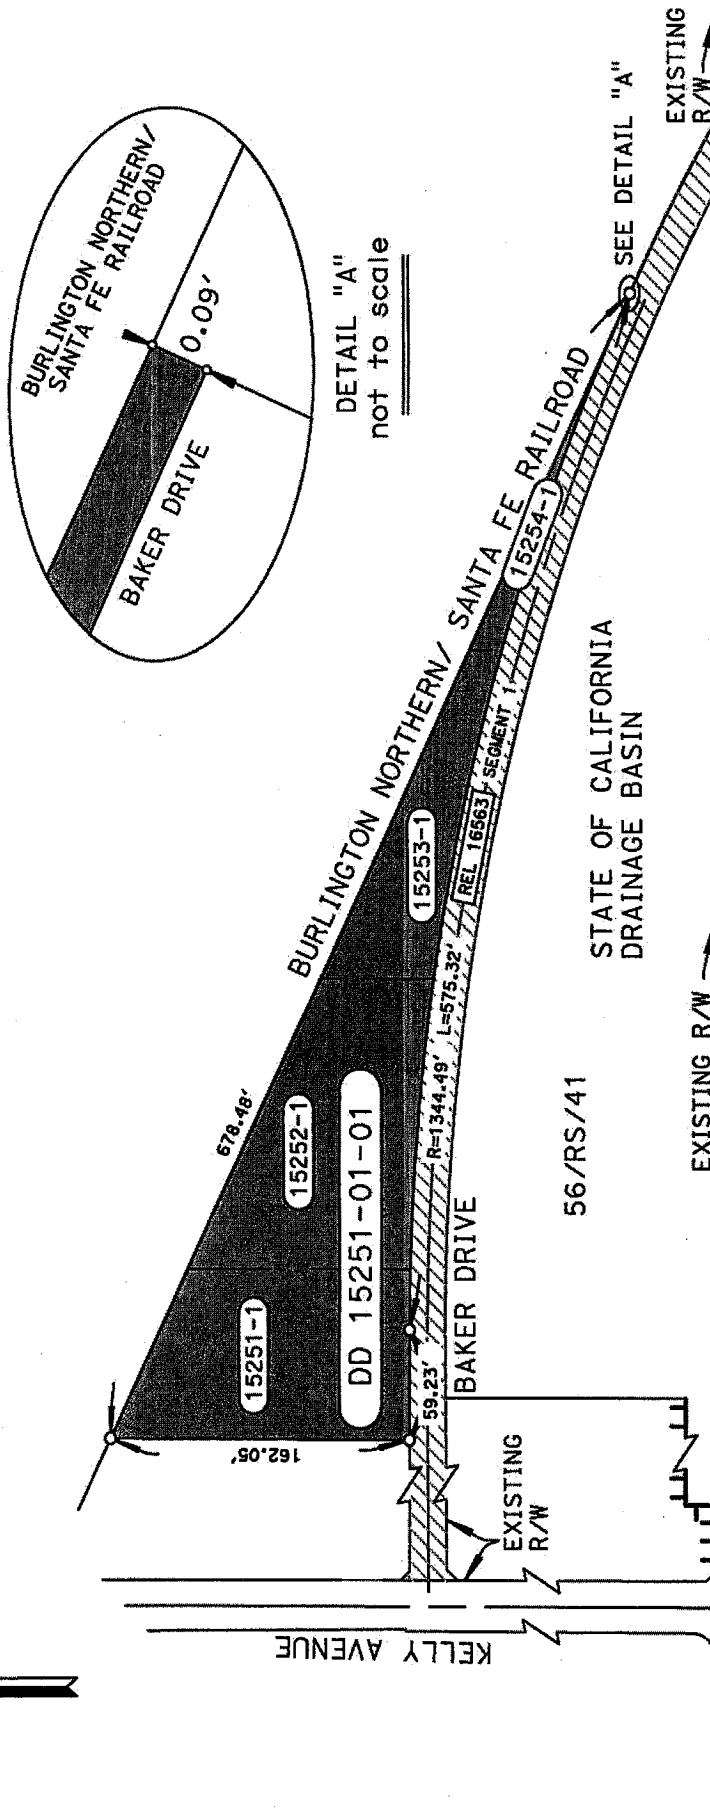 BURLINGTON NORTHERN/
SANTA FE RAILROAD
0.09'
BAKER DRIVE
DETAIL "A"
not to scale
EXISTING
R/W
SEE DETAIL "A"
BURLINGTON NORTHERN/ SANTA FE RAILROAD
678.48'
162.05'
15251-1
15252-1
15253-1
15254-1
DD 15251-01-01
59.23'
R=1344.49' L=575.32'
REL 16563 SEGMENT 1
BAKER DRIVE
STATE OF CALIFORNIA
DRAINAGE BASIN
56/RS/41
EXISTING R/W
EXISTING
R/W
KELLY AVENUE